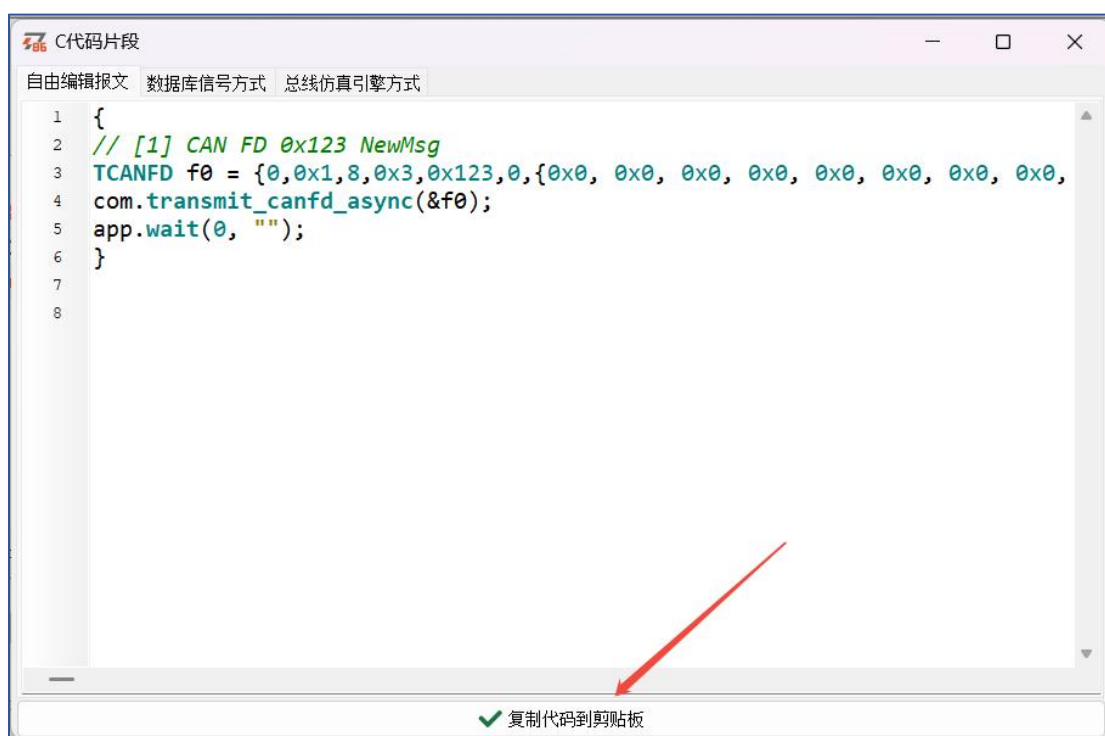 C代码片段
自由编辑报文 数据库信号方式 总线仿真引擎方式
1 {
2 // [1] CAN FD 0x123 NewMsg
3 TCANFD f0 = {0,0x1,8,0x3,0x123,0,{0x0, 0x0, 0x0, 0x0, 0x0, 0x0, 0x0, 0x0,
4 com.transmit_canfd_async(&f0);
5 app.wait(0, "");
6 }
7
8
复制代码到剪贴板